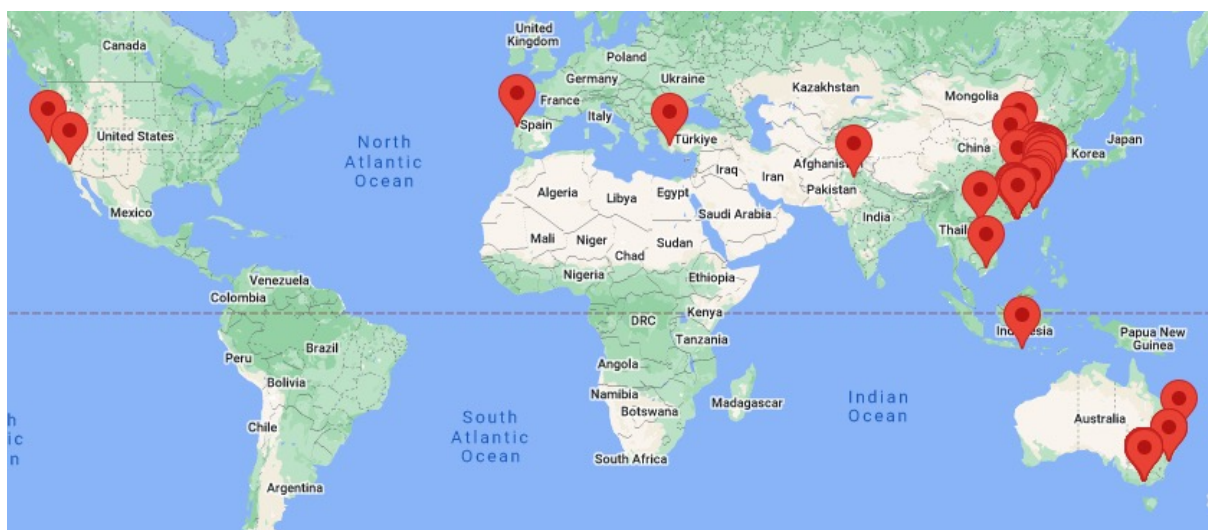 United
Kingdom
Canada
Poland
Germany
Ukraine
Kazakhstan
Mongolia
France
Italy
Spain
Türkiye
United States
North
Atlantic
Ocean
China
Korea
Japan
Iraq
Iran
Pakistan
Algeria
Libya
Egypt
Saudi Arabia
India
Mexico
Mali
Niger
Chad
Sudan
Nigeria
Ethiopia
Venezuela
Colombia
DRC
Kenya
Tanzania
Papua New
Guinea
Peru
Brazil
Angola
Bolivia
Namibia
Botswana
Madagascar
Indian
Ocean
Australia
Chile
South
Atlantic
Ocean
South Africa
Argentina